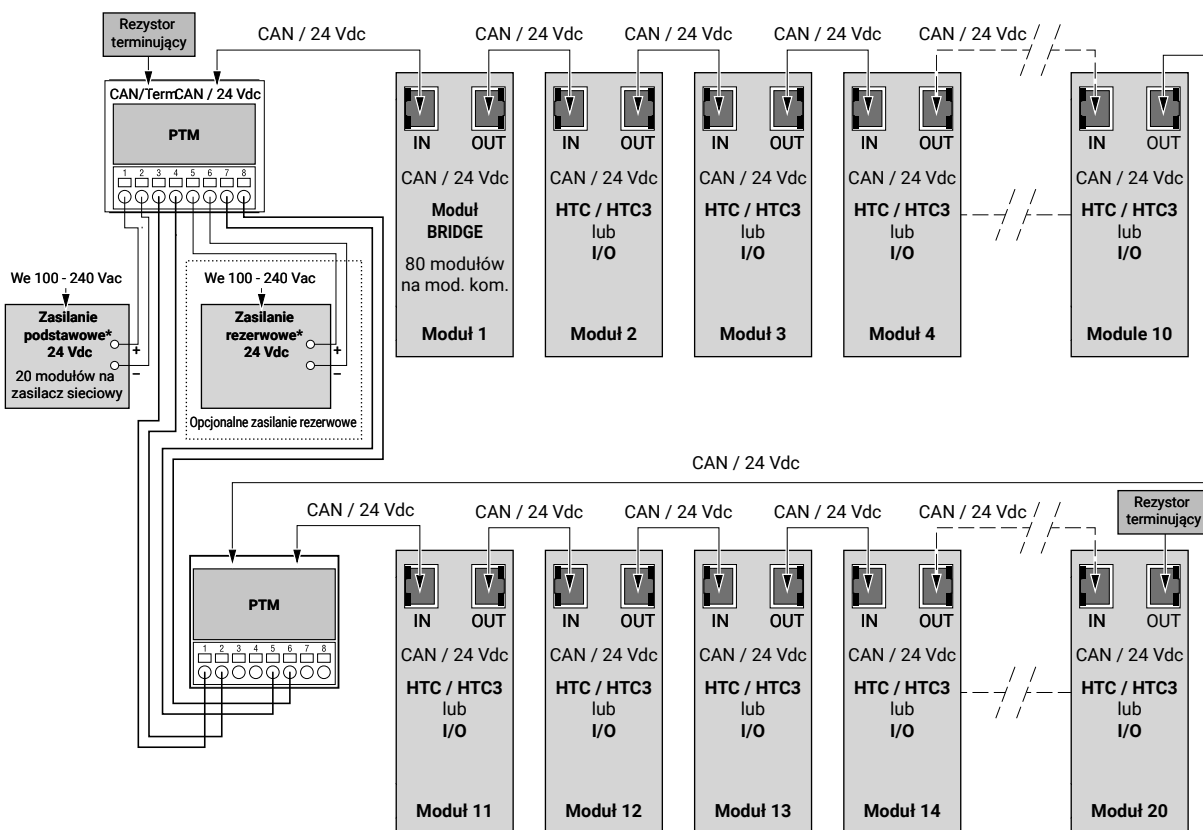 Rezystor
terminujący
CAN / 24 Vdc
CAN / 24 Vdc
CAN / 24 Vdc
CAN / 24 Vdc
CAN / 24 Vdc
CAN/Term
CAN / 24 Vdc
PTM
1 2 3 4 5 6 7 8
We 100 - 240 Vac
Zasilanie
podstawowe*
24 Vdc
+
–
20 modułów na
zasilacz sieciowy
We 100 - 240 Vac
Zasilanie
rezerwowe*
24 Vdc
+
–
Opcjonalne zasilanie rezerwowe
IN OUT
CAN / 24 Vdc
Moduł
BRIDGE
80 modułów
na mod. kom.
Moduł 1
IN OUT
CAN / 24 Vdc
HTC / HTC3
lub
I/O
Moduł 2
IN OUT
CAN / 24 Vdc
HTC / HTC3
lub
I/O
Moduł 3
IN OUT
CAN / 24 Vdc
HTC / HTC3
lub
I/O
Moduł 4
IN OUT
CAN / 24 Vdc
HTC / HTC3
lub
I/O
Module 10
CAN / 24 Vdc
CAN / 24 Vdc
CAN / 24 Vdc
CAN / 24 Vdc
CAN / 24 Vdc
CAN / 24 Vdc
Rezystor
terminujący
PTM
1 2 3 4 5 6 7 8
IN OUT
CAN / 24 Vdc
HTC / HTC3
lub
I/O
Moduł 11
IN OUT
CAN / 24 Vdc
HTC / HTC3
lub
I/O
Moduł 12
IN OUT
CAN / 24 Vdc
HTC / HTC3
lub
I/O
Moduł 13
IN OUT
CAN / 24 Vdc
HTC / HTC3
lub
I/O
Moduł 14
IN OUT
CAN / 24 Vdc
HTC / HTC3
lub
I/O
Moduł 20